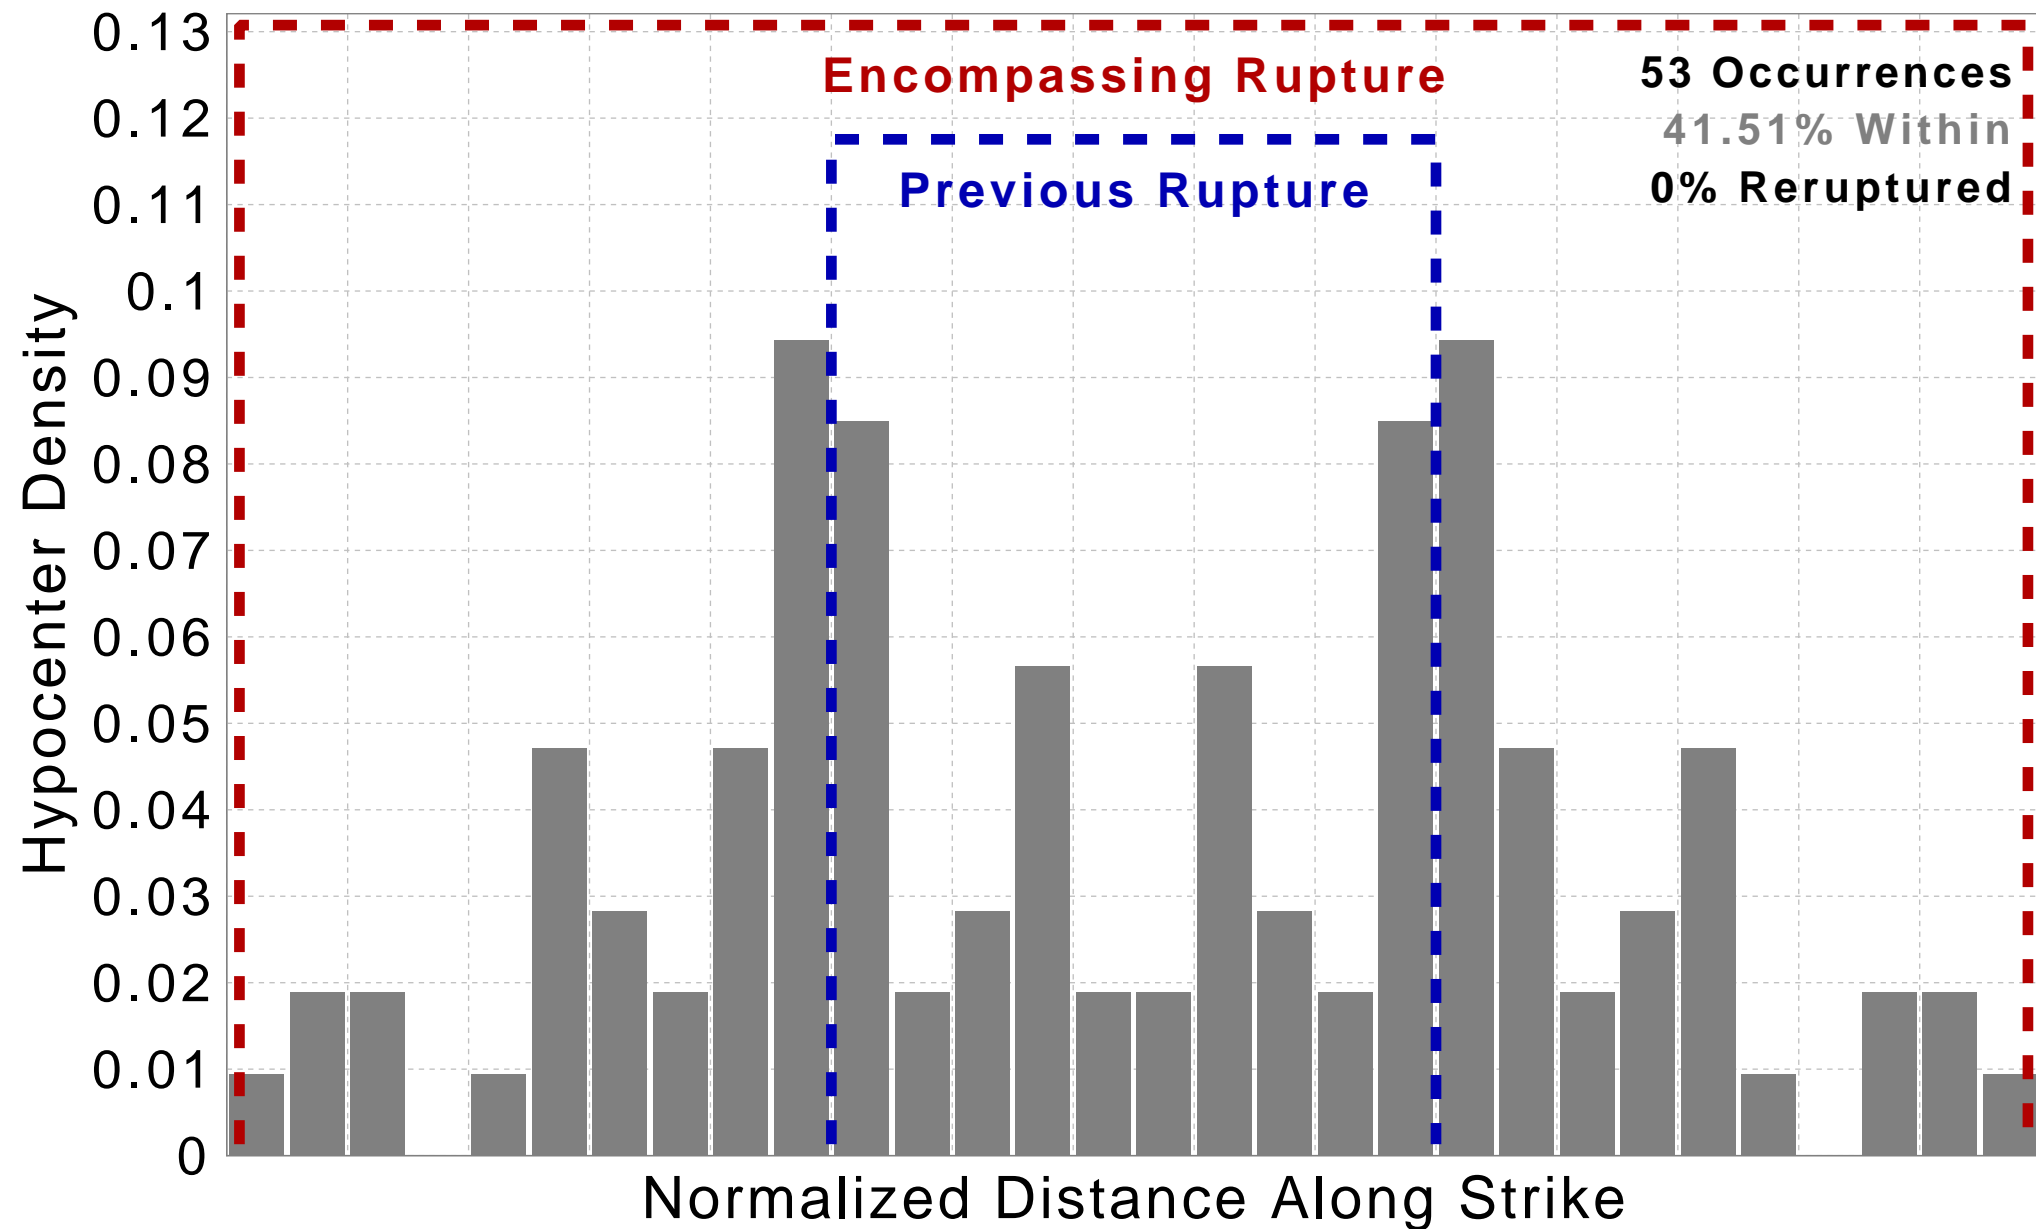 0.13
0.12
0.11
0.1
0.09
0.08
0.07
0.06
0.05
0.04
0.03
0.02
0.01
0
Hypocenter Density
Encompassing Rupture
Previous Rupture
53 Occurrences
41.51% Within
0% Reruptured
Normalized Distance Along Strike